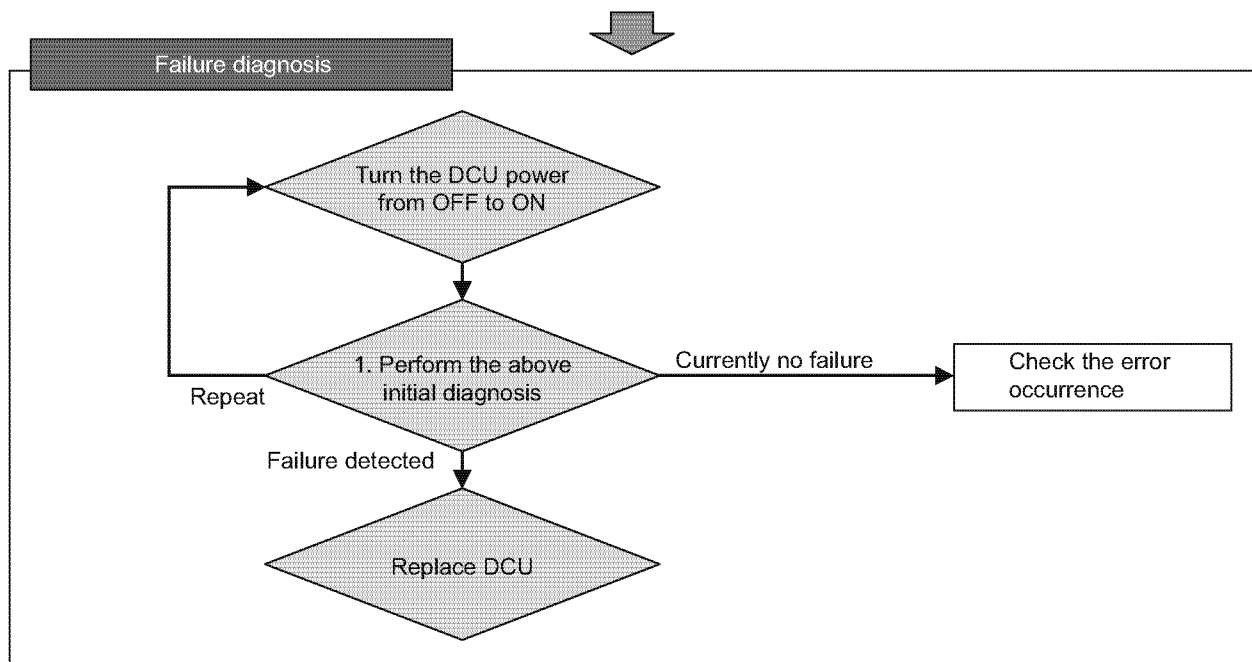 Failure diagnosis
Turn the DCU power
from OFF to ON
1. Perform the above
initial diagnosis
Currently no failure
Check the error
occurrence
Repeat
Failure detected
Replace DCU